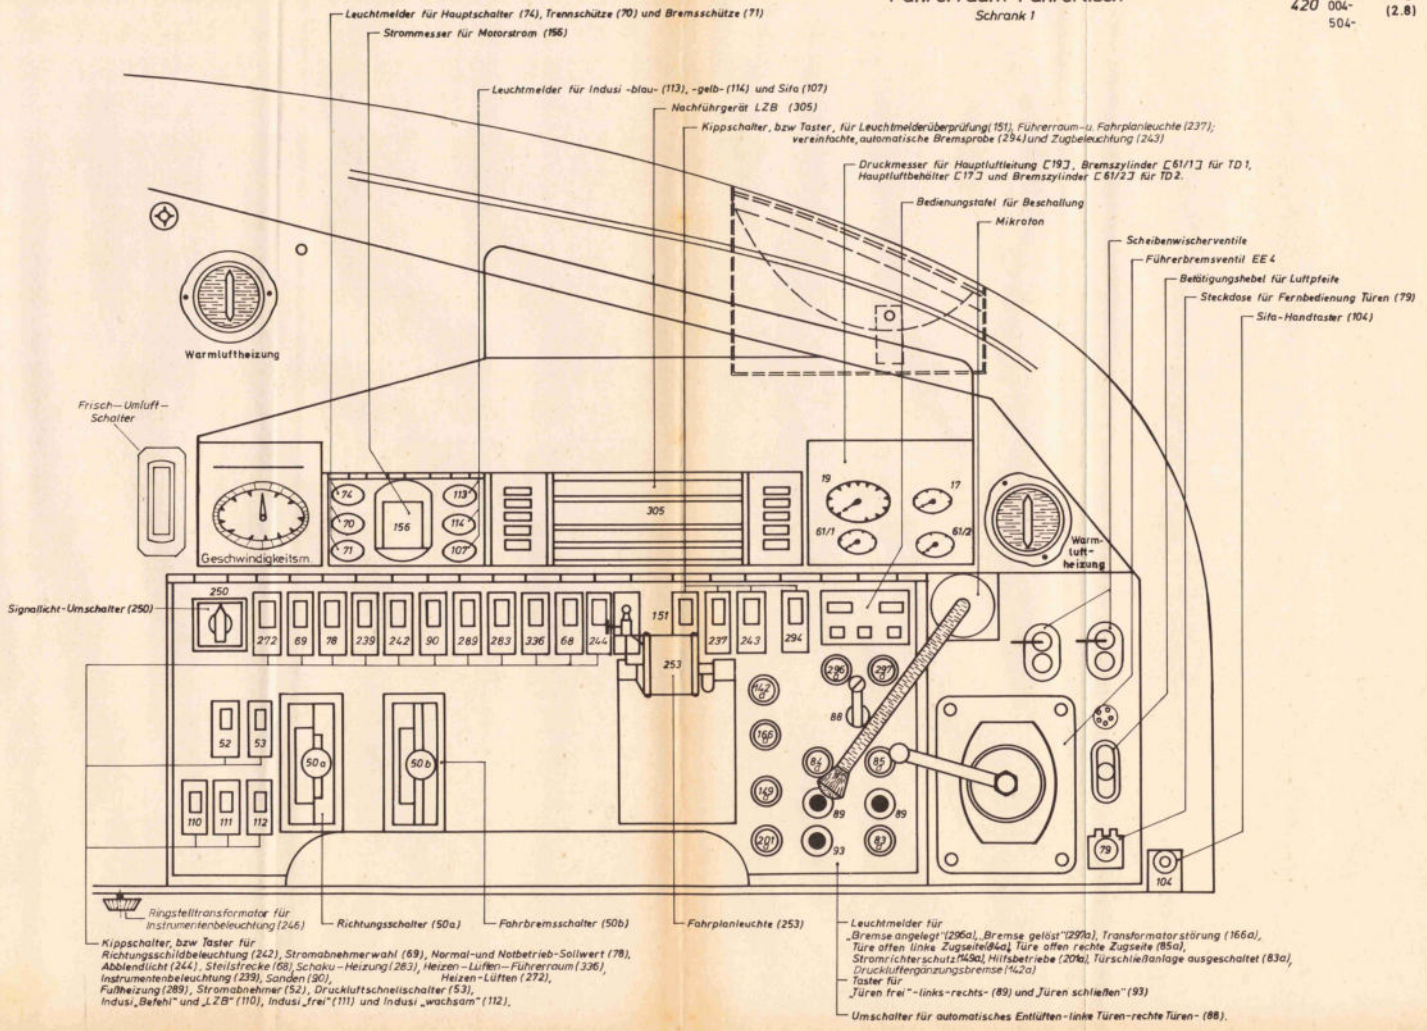 Schrank 1
420 004-
504-
(2.8)
Leuchtmelder für Hauptschalter (74), Trennschütze (70) und Bremsschütze (71)
Strommesser für Motorstrom (156)
Leuchtmelder für Indusi -blau- (113), -gelb- (114) und Sifa (107)
Nachführgerät LZB (305)
Kippschalter, bzw Taster, für Leuchtmelderüberprüfung(151), Führerraum-u. Fahrplanleuchte (237);
vereinfachte, automatische Bremsprobe (294) und Zugbeleuchtung (243)
Druckmesser für Hauptluftleitung [19], Bremszylinder [61/1] für TD1,
Hauptluftbehälter [17] und Bremszylinder [61/2] für TD2.
Bedienungstafel für Beschallung
Mikrofon
Scheibenwischerventile
Führerbremsventil EE4
Betätigungshebel für Luftpfeife
Steckdose für Fernbedienung Türen (79)
Sifa-Handtaster (104)
Warmluftheizung
Frisch-Umluft-
Schalter
74
70
71
156
113
114
107
305
19
17
61/1
61/2
Geschwindigkeitsm.
Warm-
luft-
heizung
Signallicht-Umschalter (250)
250
272
69
78
239
242
90
289
283
336
68
244
151
237
243
294
253
296
a
297
a
142
a
88
166
a
52
53
50a
50b
84
a
85
a
149
a
110
111
112
89
89
201
a
93
83
a
79
104
Ringstelltransformator für
Instrumentenbeleuchtung (246)
Richtungsschalter (50a)
Fahrbremsschalter (50b)
Fahrplanleuchte (253)
Kippschalter, bzw Taster für
Richtungsschildbeleuchtung (242), Stromabnehmerwahl (69), Normal-und Notbetrieb-Sollwert (78),
Abblendlicht (244), Steilstrecke (68), Schaku-Heizung (283), Heizen-Lüften-Führerraum (336),
Instrumentenbeleuchtung (239), Sanden (90), Heizen-Lüften (272),
Fußheizung (289), Stromabnehmer (52), Druckluftschnellschalter (53),
Indusi „Befehl" und „LZB" (110), Indusi „frei" (111) und Indusi „wachsam" (112),
Leuchtmelder für
„Bremse angelegt" (296a), „Bremse gelöst" (297a), Transformatorstörung (166a),
Türe offen linke Zugseite (84a), Türe offen rechte Zugseite (85a),
Stromrichterschutz (149a), Hilfsbetriebe (201a), Türschließanlage ausgeschaltet (83a),
Druckluftergänzungsbremse (142a)
Taster für
„Türen frei"-links-rechts- (89) und „Türen schließen" (93)
Umschalter für automatisches Entlüften-linke Türen-rechte Türen- (88).